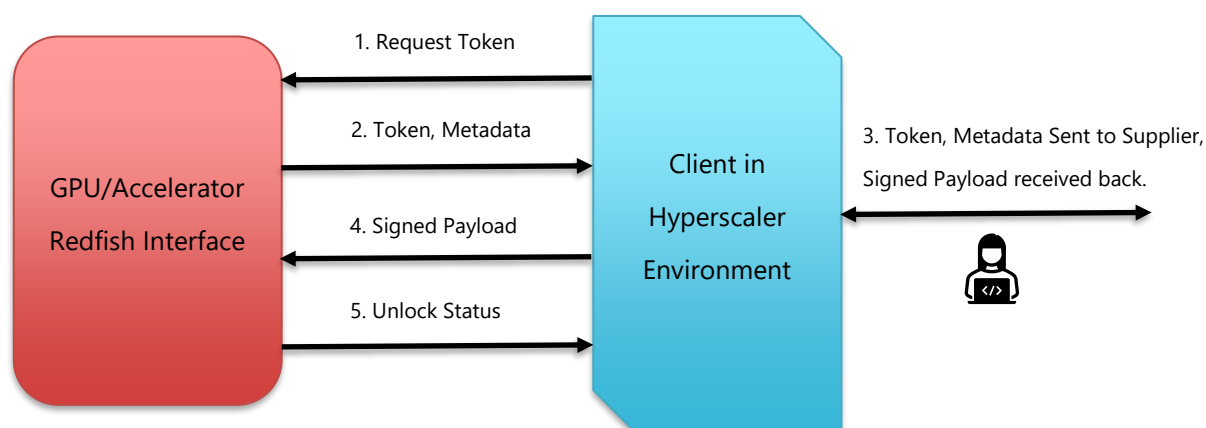 1. Request Token
2. Token, Metadata
3. Token, Metadata Sent to Supplier,
Signed Payload received back.
GPU/Accelerator
Redfish Interface
Client in
Hyperscaler
Environment
4. Signed Payload
5. Unlock Status